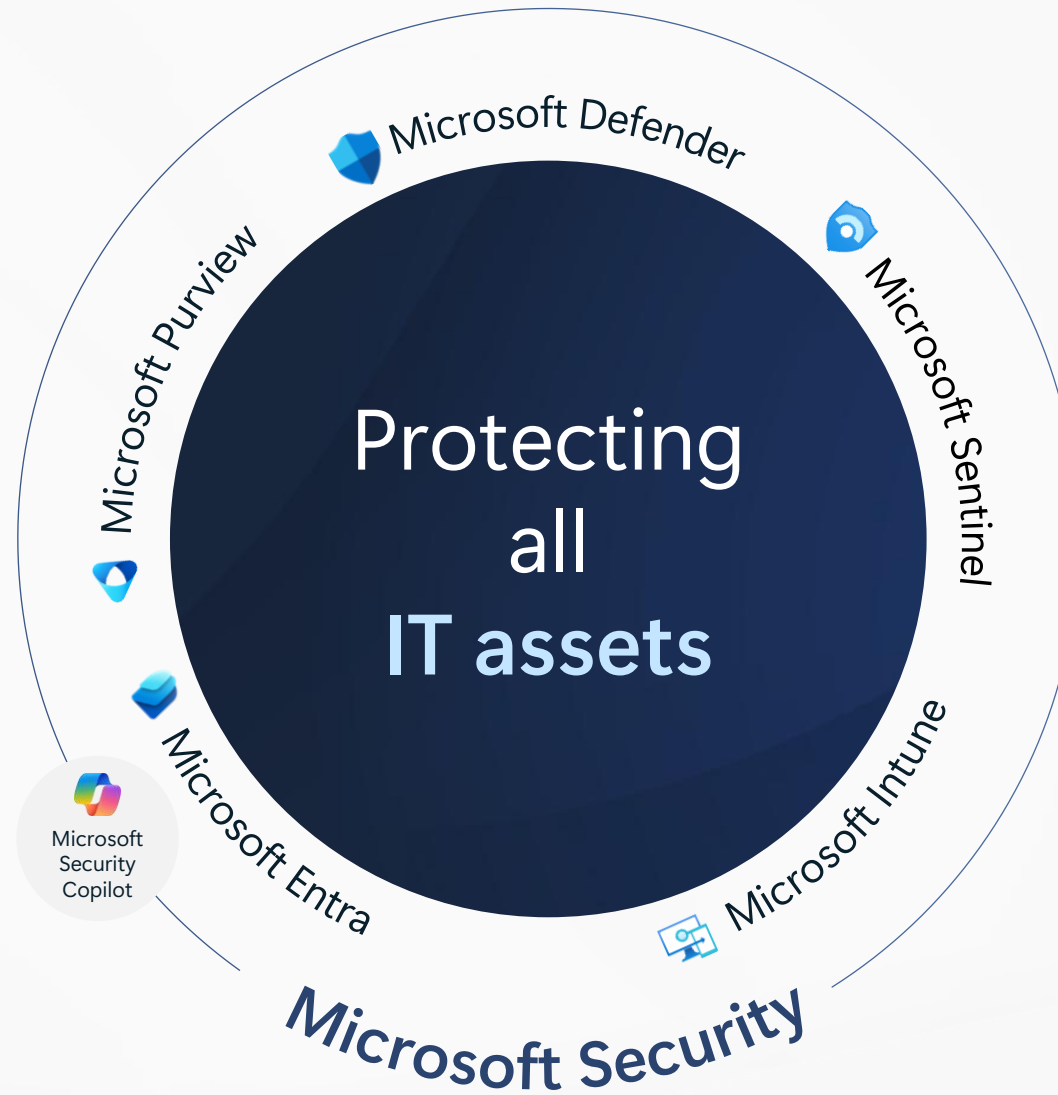 Microsoft Defender
Microsoft Sentinel
Microsoft Purview
Protecting
all
IT assets
Microsoft Entra
Microsoft Intune
Microsoft
Security
Copilot
Microsoft Security